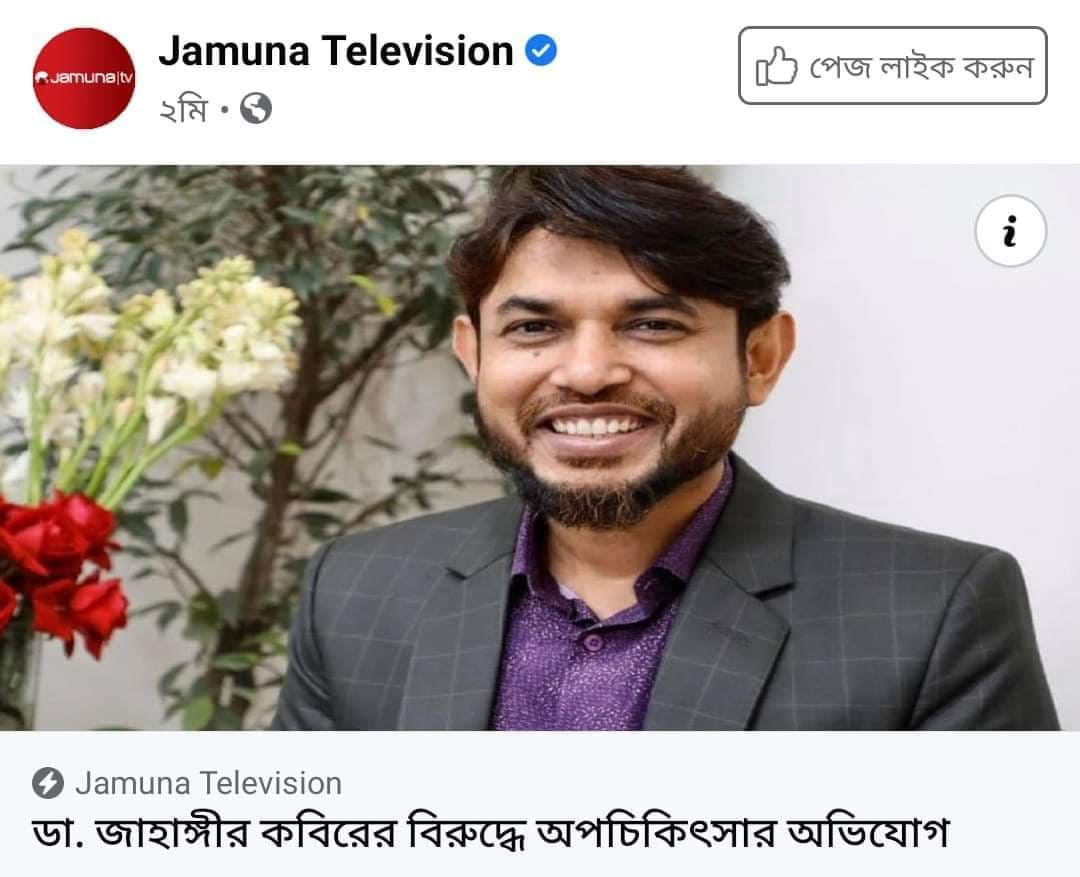 Jamuna Television
Jamuna|tv
২মি
পেজ লাইক করুন
i
Jamuna Television
ডা. জাহাঙ্গীর কবিরের বিরুদ্ধে অপচিকিৎসার অভিযোগ